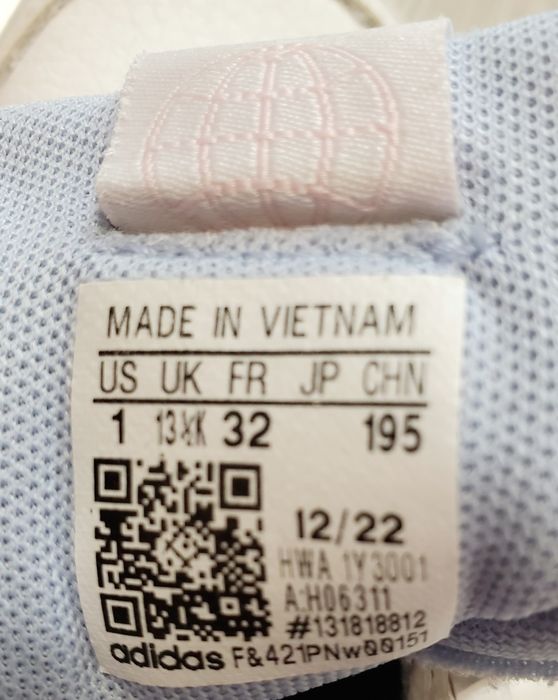 MADE IN VIETNAM
US UK FR JP CHN
1 13½K 32 195
12/22
HWA 1Y3001
A:H06311
#131818812
adidas F&421PNw00151